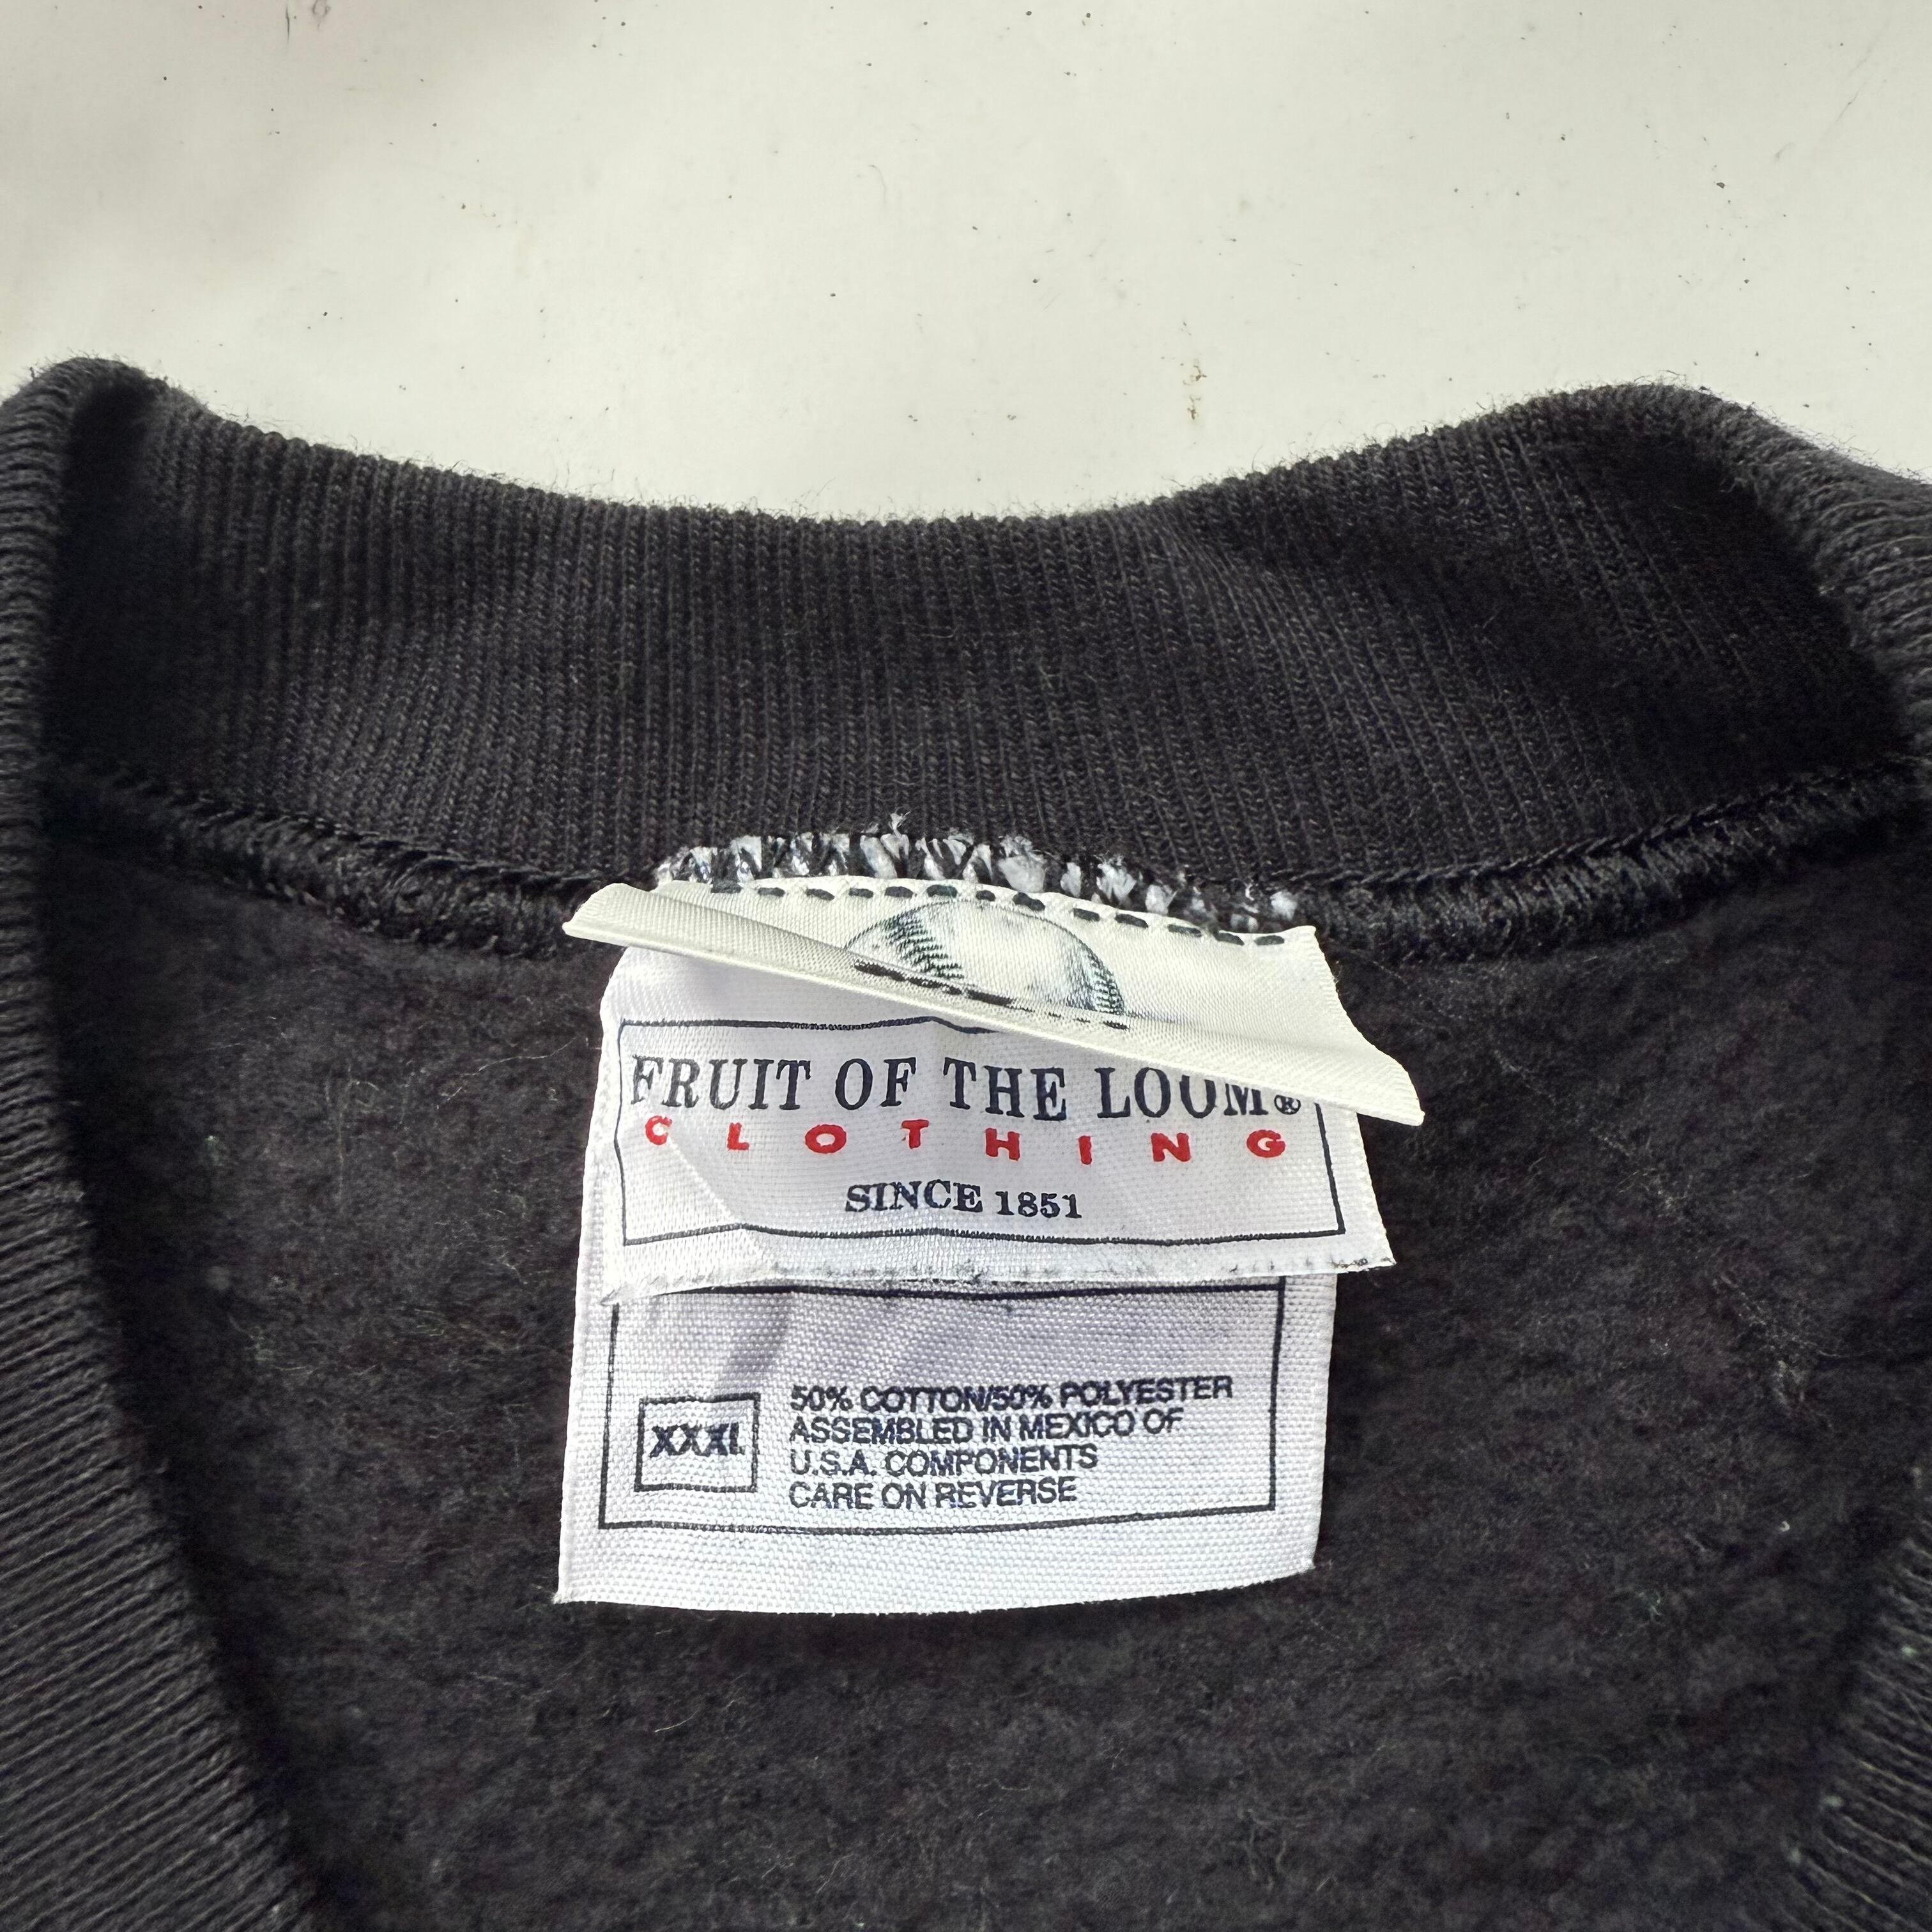 FRUIT OF THE LOOM®
CLOTHING
SINCE 1851
XXXL
50% COTTON/50% POLYESTER
ASSEMBLED IN MEXICO OF
U.S.A. COMPONENTS
CARE ON REVERSE